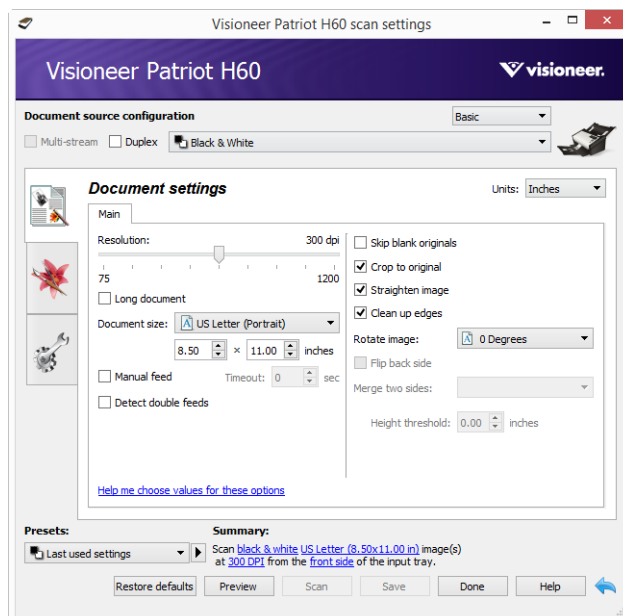 Visioneer Patriot H60 scan settings
Visioneer Patriot H60
visioneer.
Document source configuration
Basic
Multi-stream Duplex Black & White
Document settings
Units: Inches
Main
Resolution: 300 dpi
75 1200
Long document
Document size: US Letter (Portrait)
8.50 × 11.00 inches
Manual feed Timeout: 0 sec
Detect double feeds
Skip blank originals
Crop to original
Straighten image
Clean up edges
Rotate image: A 0 Degrees
Flip back side
Merge two sides:
Height threshold: 0.00 inches
Help me choose values for these options
Presets:
Last used settings
Summary:
Scan black & white US Letter (8.50x11.00 in) image(s)
at 300 DPI from the front side of the input tray.
Restore defaults Preview Scan Save Done Help